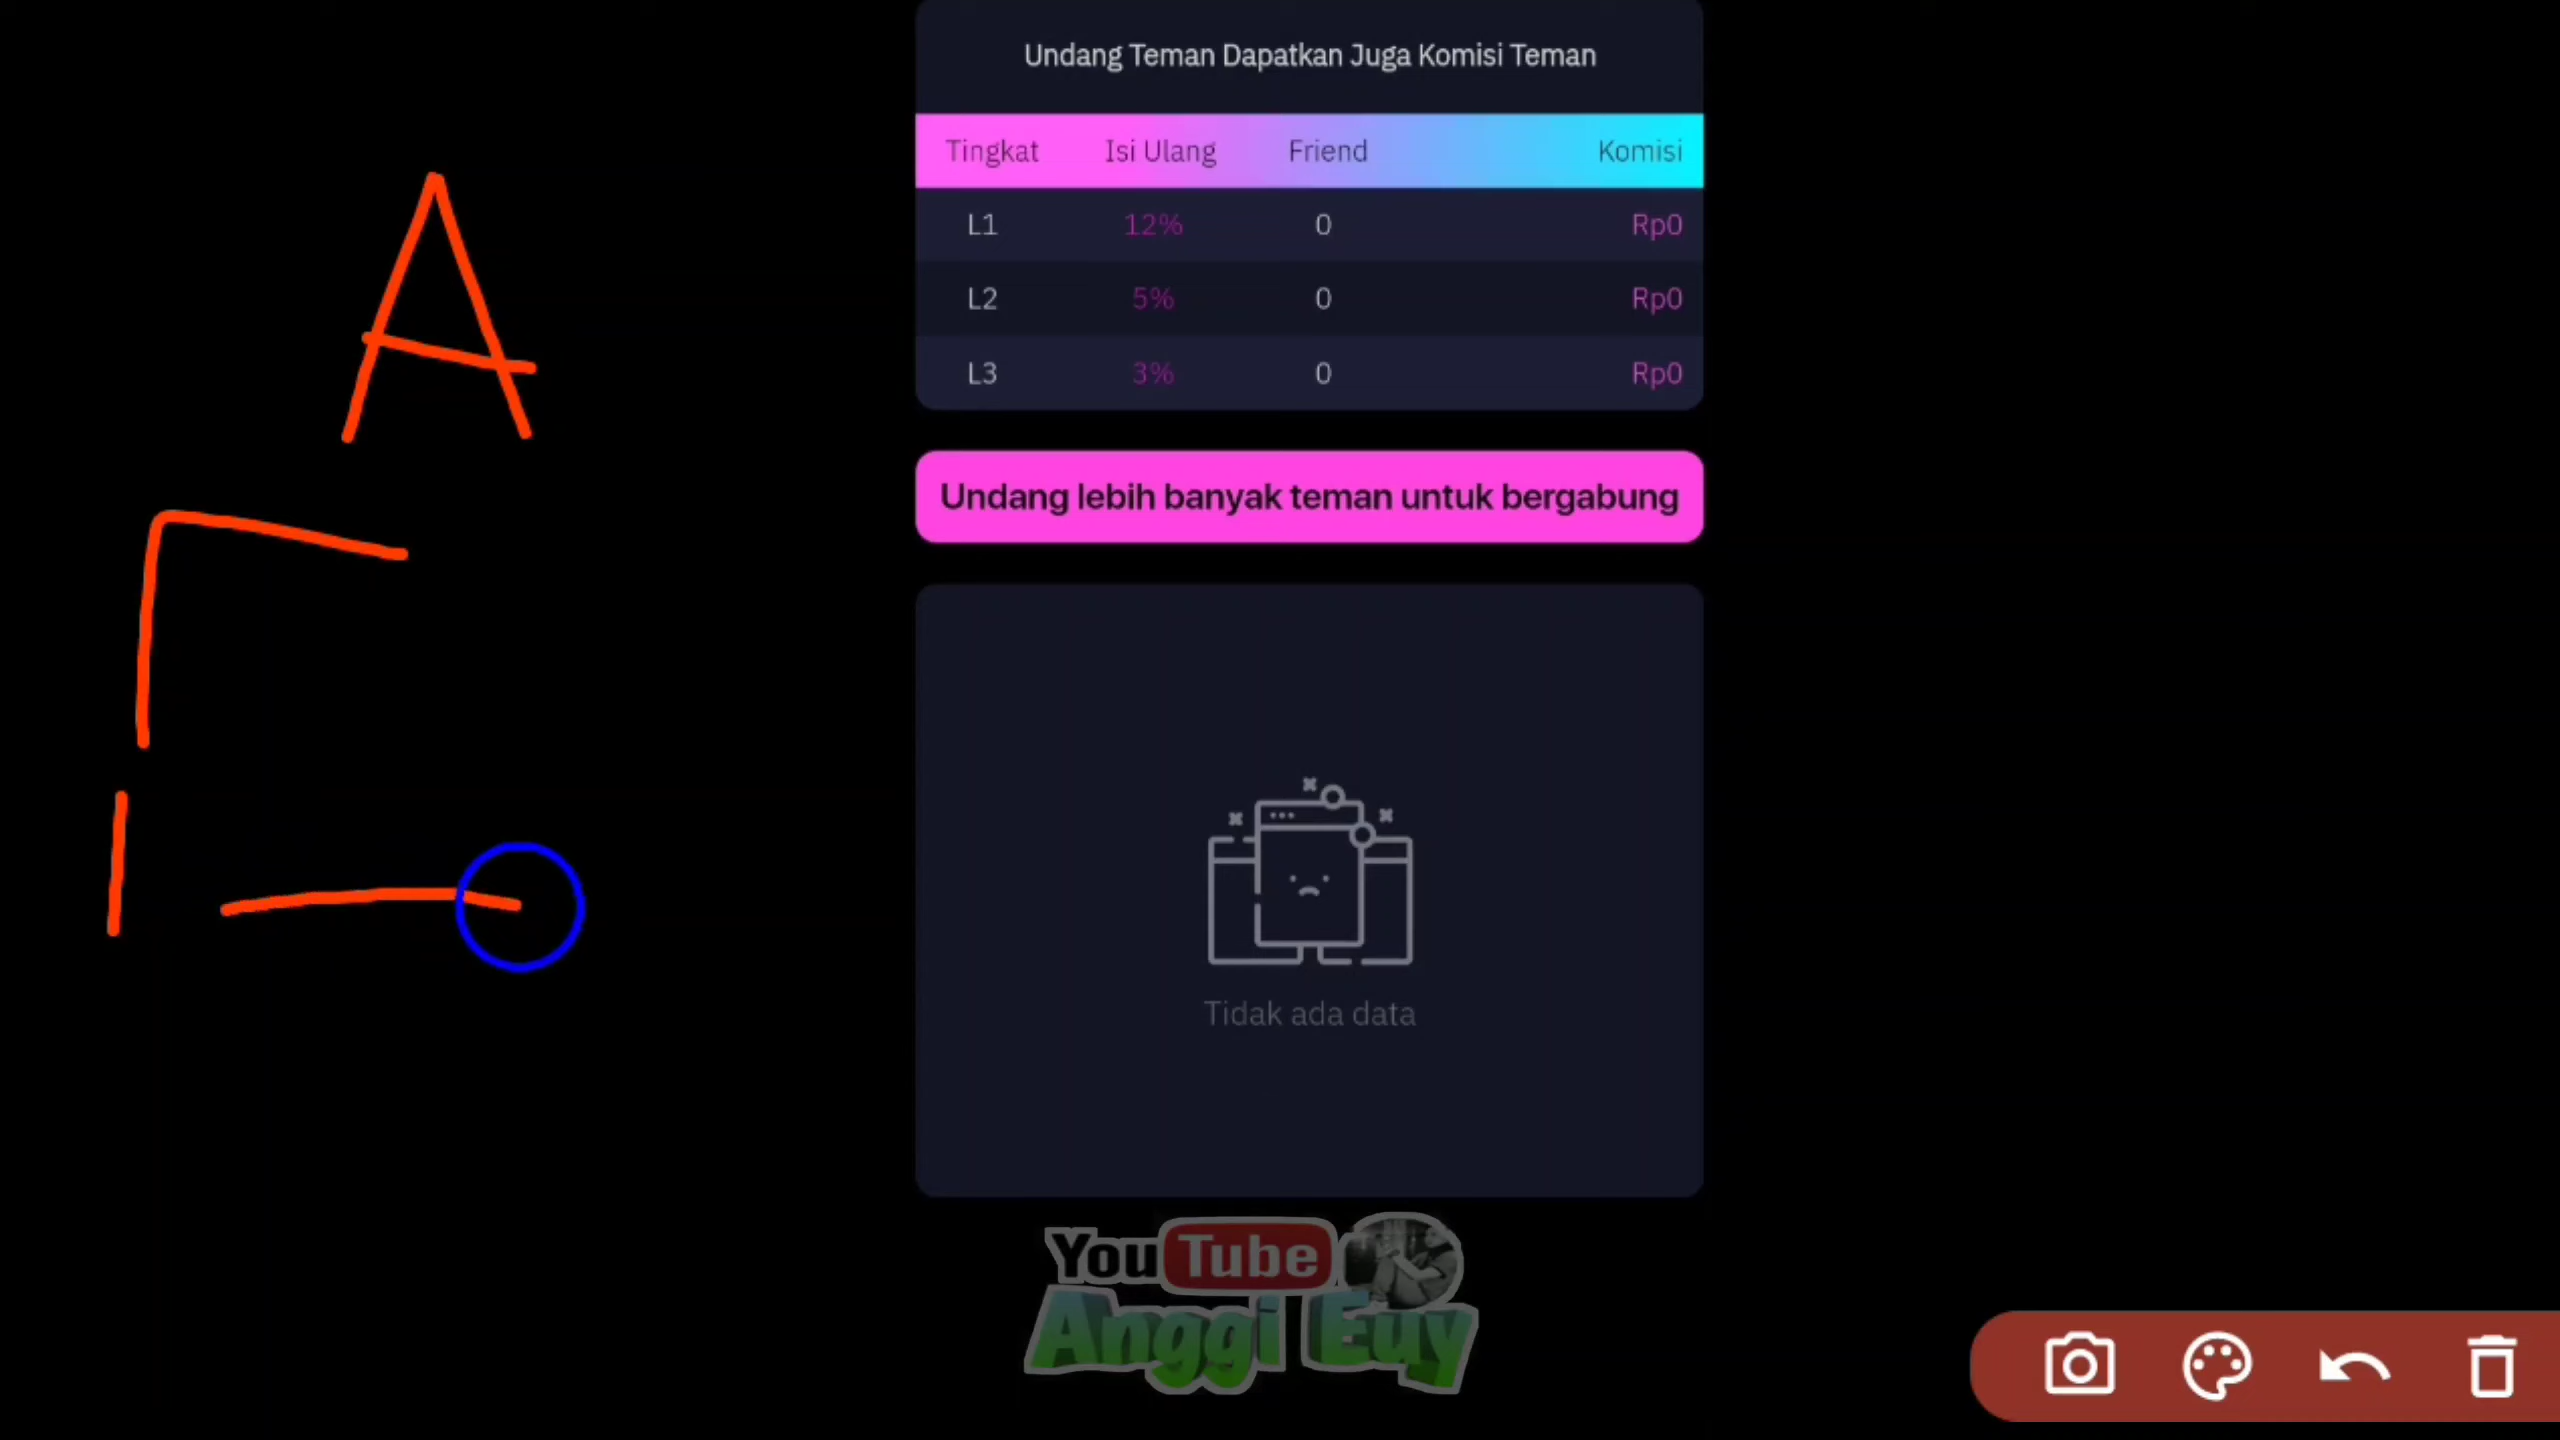 Undang Teman Dapatkan Juga Komisi Teman
Tingkat Isi Ulang Friend Komisi
L1 12% 0 Rp0
L2 5% 0 Rp0
L3 3% 0 Rp0
A
Undang lebih banyak teman untuk bergabung
Tidak ada data
YouTube
Anggi Euy